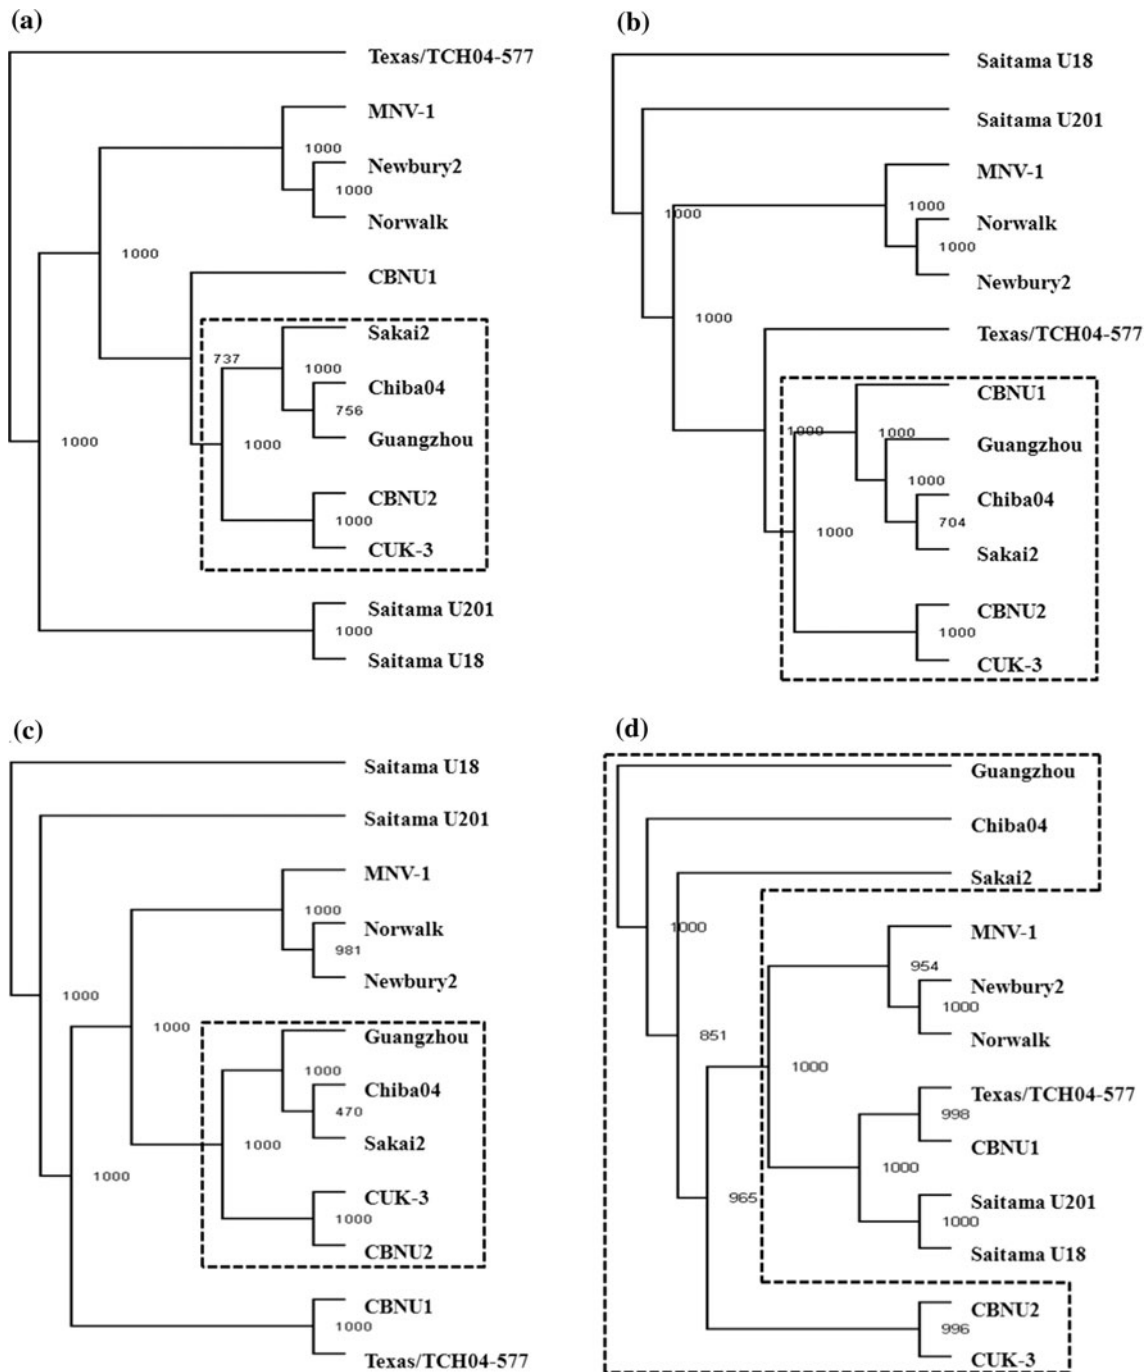 (a)
Texas/TCH04-577
MNV-1
1000
Newbury2
1000
Norwalk
1000
CBNU1
Sakai2
737
1000
Chiba04
756
Guangzhou
1000
1000
CBNU2
1000
CUK-3
Saitama U201
1000
Saitama U18
(b)
Saitama U18
Saitama U201
MNV-1
1000
1000
Norwalk
1000
Newbury2
1000
Texas/TCH04-577
CBNU1
1000
1000
Guangzhou
1000
Chiba04
704
1000
Sakai2
CBNU2
1000
CUK-3
(c)
Saitama U18
Saitama U201
MNV-1
1000
Norwalk
981
Newbury2
1000
1000
Guangzhou
1000
Chiba04
470
1000
Sakai2
1000
CUK-3
1000
CBNU2
CBNU1
1000
Texas/TCH04-577
(d)
Guangzhou
Chiba04
Sakai2
1000
MNV-1
954
Newbury2
1000
851
Norwalk
1000
Texas/TCH04-577
998
CBNU1
1000
965
Saitama U201
1000
Saitama U18
CBNU2
996
CUK-3